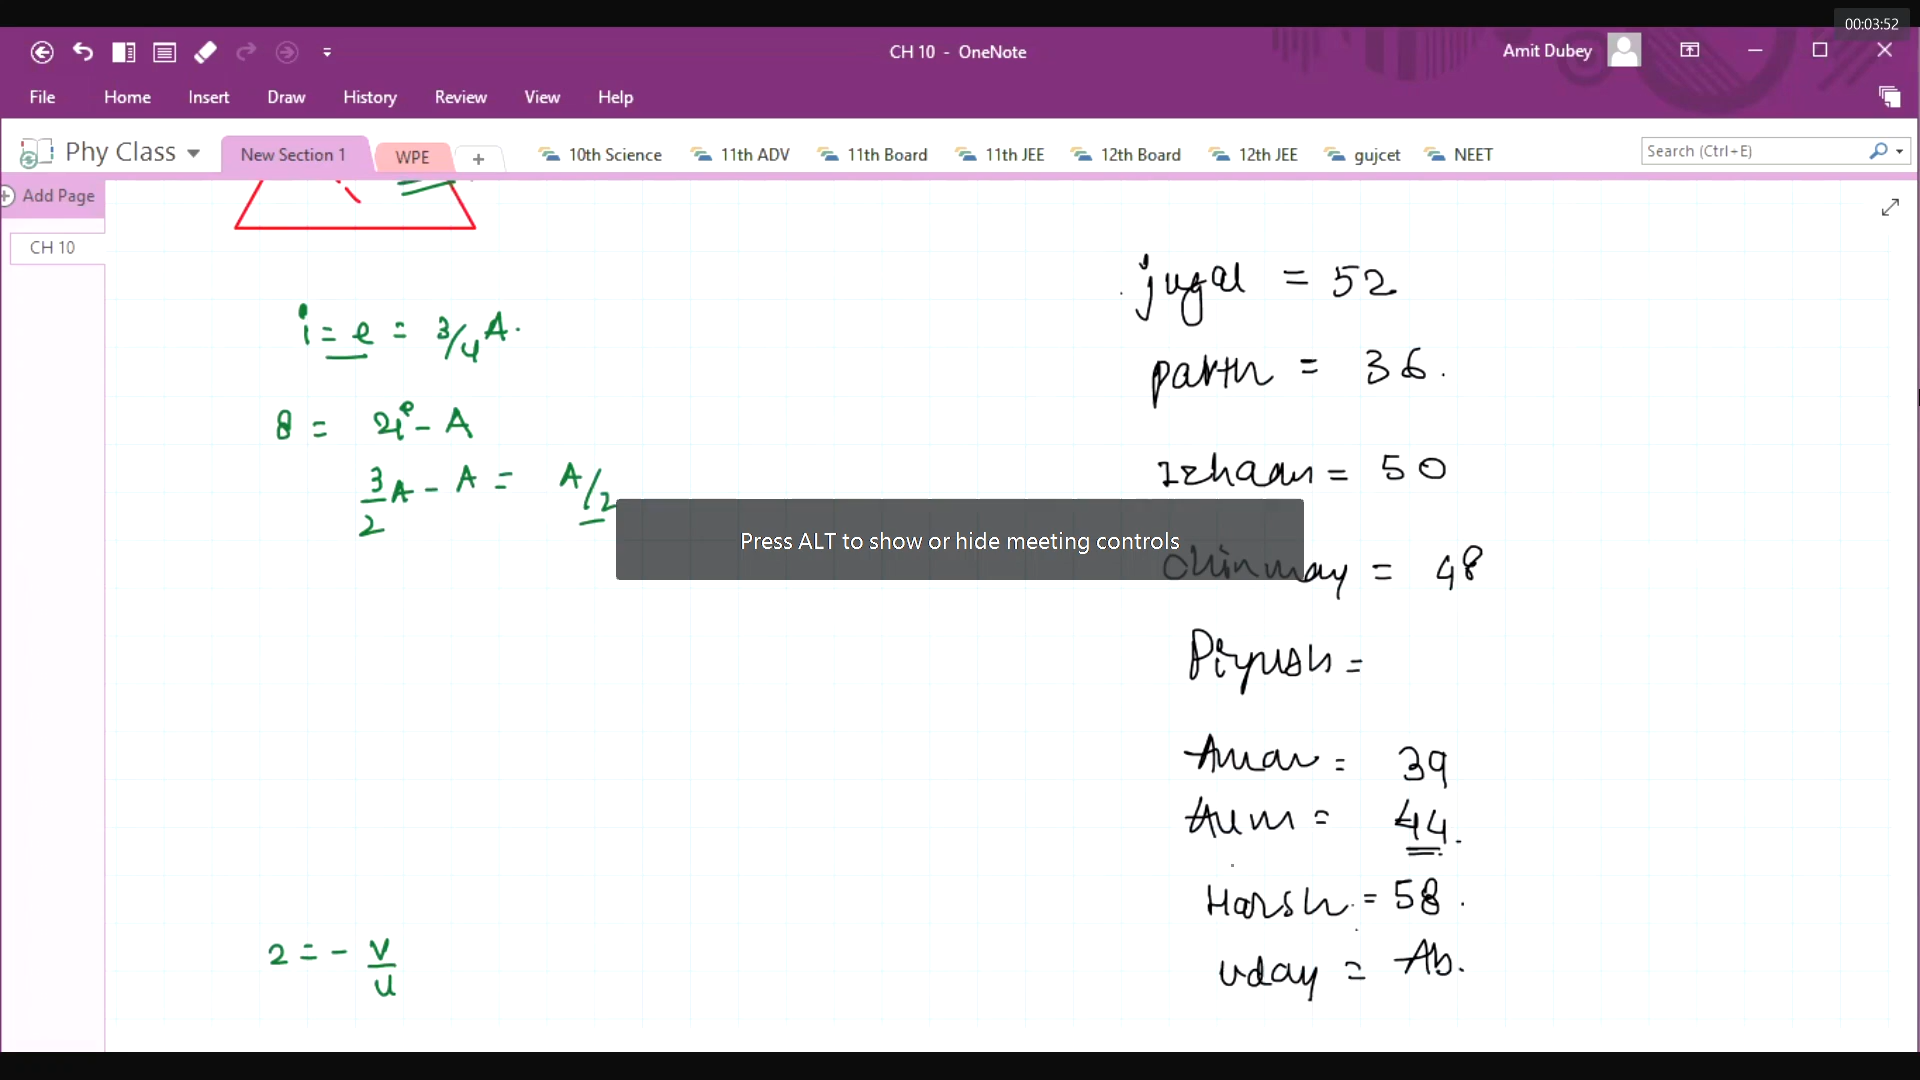 00:03:52
CH 10 - OneNote
Amit Dubey
File Home Insert Draw History Review View Help
Phy Class New Section 1 WPE + 10th Science 11th ADV 11th Board 11th JEE 12th Board 12th JEE gujcet NEET
Search (Ctrl+E)
Add Page
CH 10
i = e = 3/4 A.
8 = 2i - A
3/2 A - A = A/2
2 = - v/u
Press ALT to show or hide meeting controls
jugal = 52
parth = 36.
Izhaan = 50
Chinmay = 48
Piyush =
Aman = 39
= 44.
Harsh = 58.
Uday = Ab.